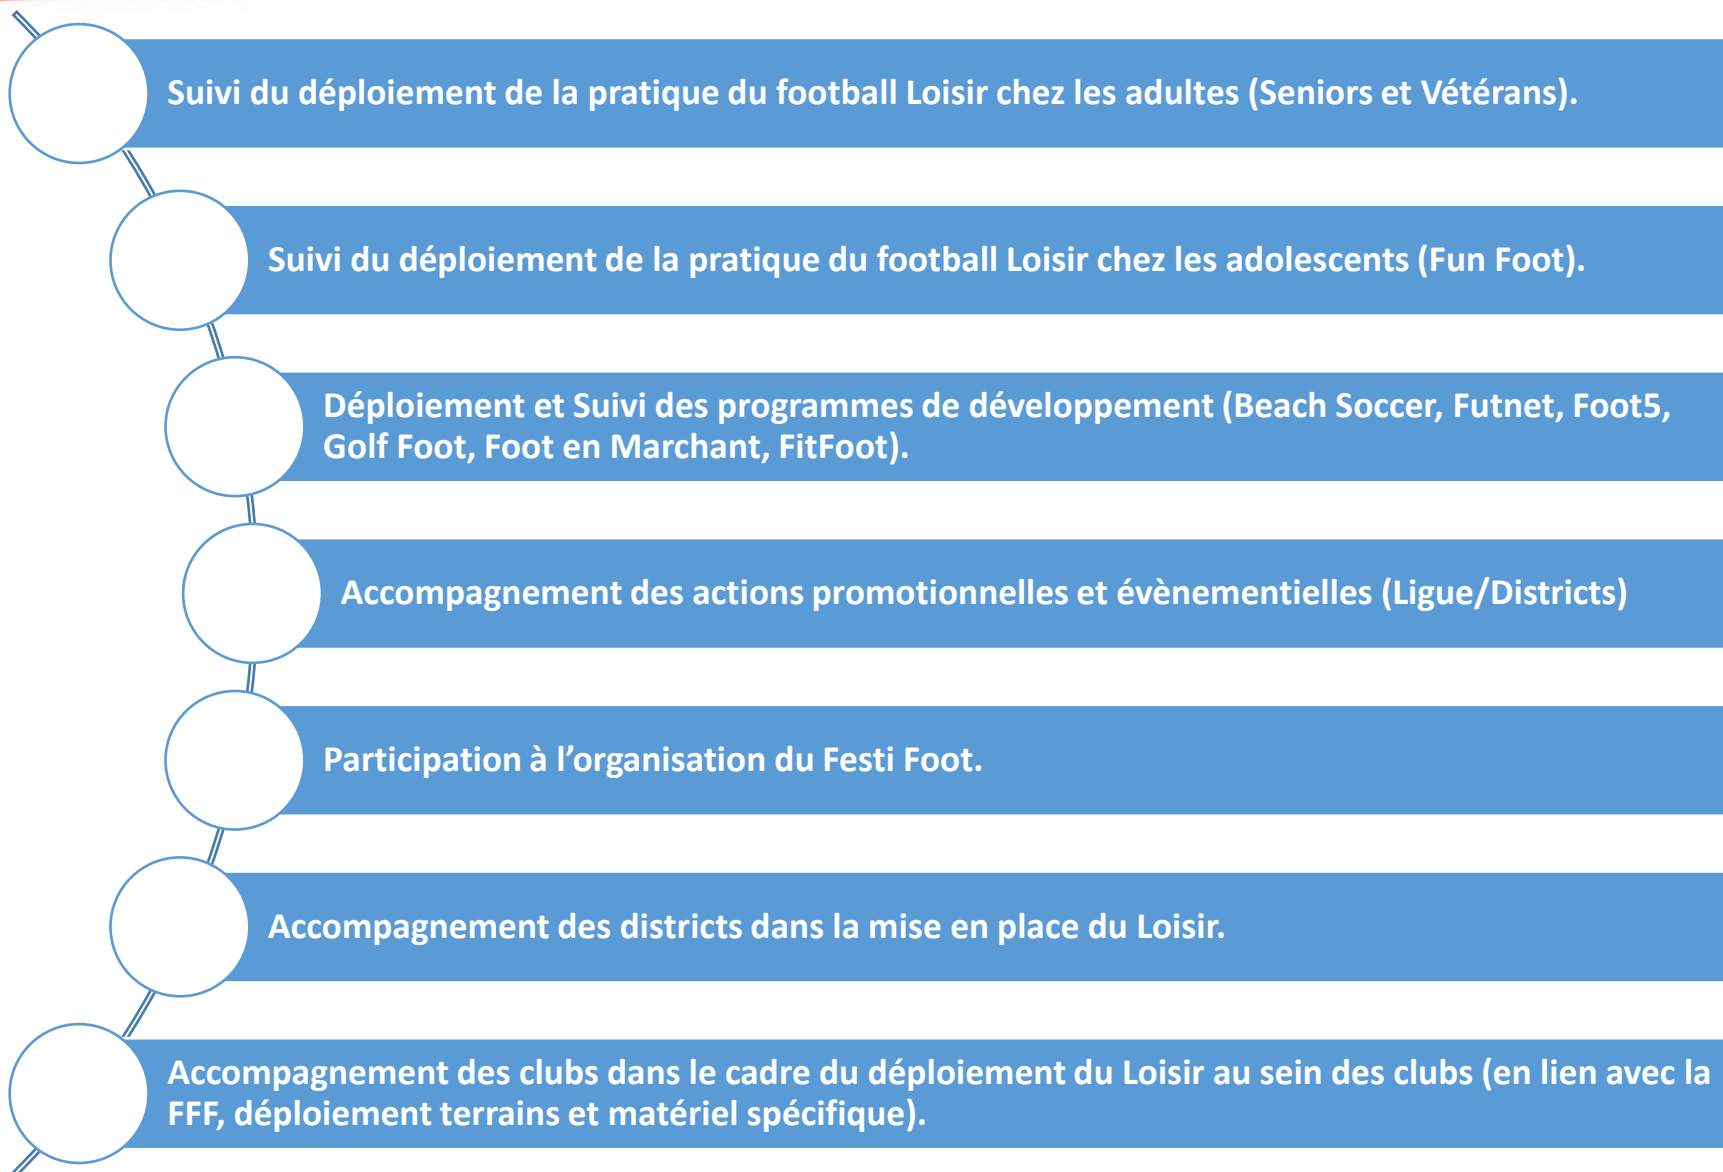 Suivi du déploiement de la pratique du football Loisir chez les adultes (Seniors et Vétérans).
Suivi du déploiement de la pratique du football Loisir chez les adolescents (Fun Foot).
Déploiement et Suivi des programmes de développement (Beach Soccer, Futnet, Foot5,
Golf Foot, Foot en Marchant, FitFoot).
Accompagnement des actions promotionnelles et évènementielles (Ligue/Districts)
Participation à l’organisation du Festi Foot.
Accompagnement des districts dans la mise en place du Loisir.
Accompagnement des clubs dans le cadre du déploiement du Loisir au sein des clubs (en lien avec la
FFF, déploiement terrains et matériel spécifique).